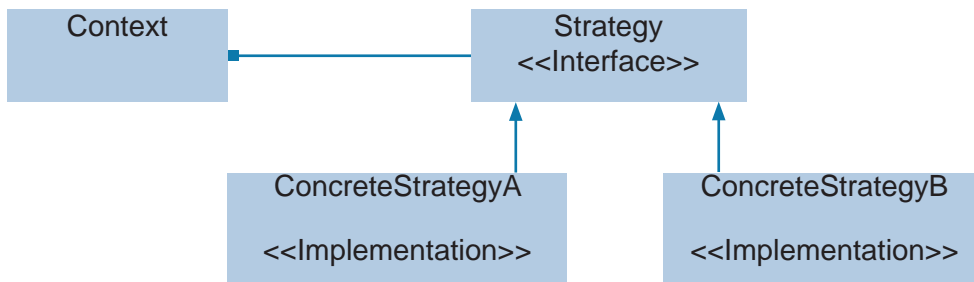 Context
Strategy
<<Interface>>
ConcreteStrategyA
<<Implementation>>
ConcreteStrategyB
<<Implementation>>